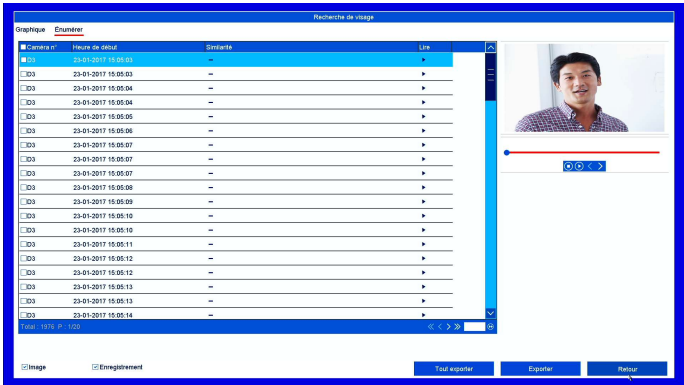 Recherche de visage
Graphique Énumérer
Caméra n° Heure de début Similarité Lire
D3 23-01-2017 15:05:03 –
D3 23-01-2017 15:05:03 –
D3 23-01-2017 15:05:04 –
D3 23-01-2017 15:05:04 –
D3 23-01-2017 15:05:05 –
D3 23-01-2017 15:05:06 –
D3 23-01-2017 15:05:07 –
D3 23-01-2017 15:05:07 –
D3 23-01-2017 15:05:07 –
D3 23-01-2017 15:05:08 –
D3 23-01-2017 15:05:09 –
D3 23-01-2017 15:05:10 –
D3 23-01-2017 15:05:10 –
D3 23-01-2017 15:05:11 –
D3 23-01-2017 15:05:12 –
D3 23-01-2017 15:05:12 –
D3 23-01-2017 15:05:13 –
D3 23-01-2017 15:05:13 –
D3 23-01-2017 15:05:14 –
Total : 1976 P : 1/20
Image Enregistrement Tout exporter Exporter Retour